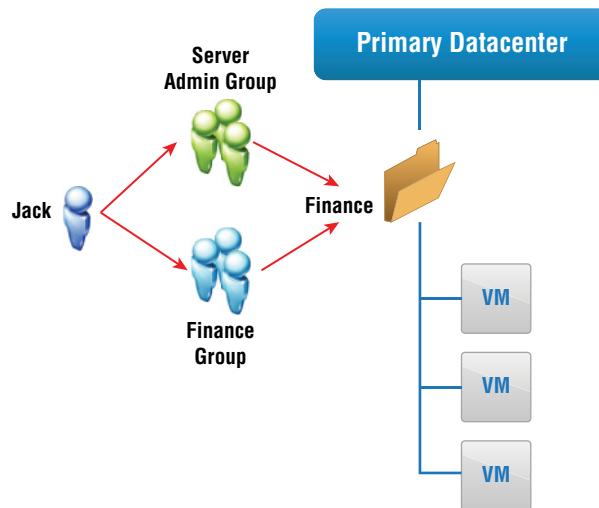 Primary Datacenter
Server
Admin Group
Jack
Finance
Finance
Group
VM
VM
VM